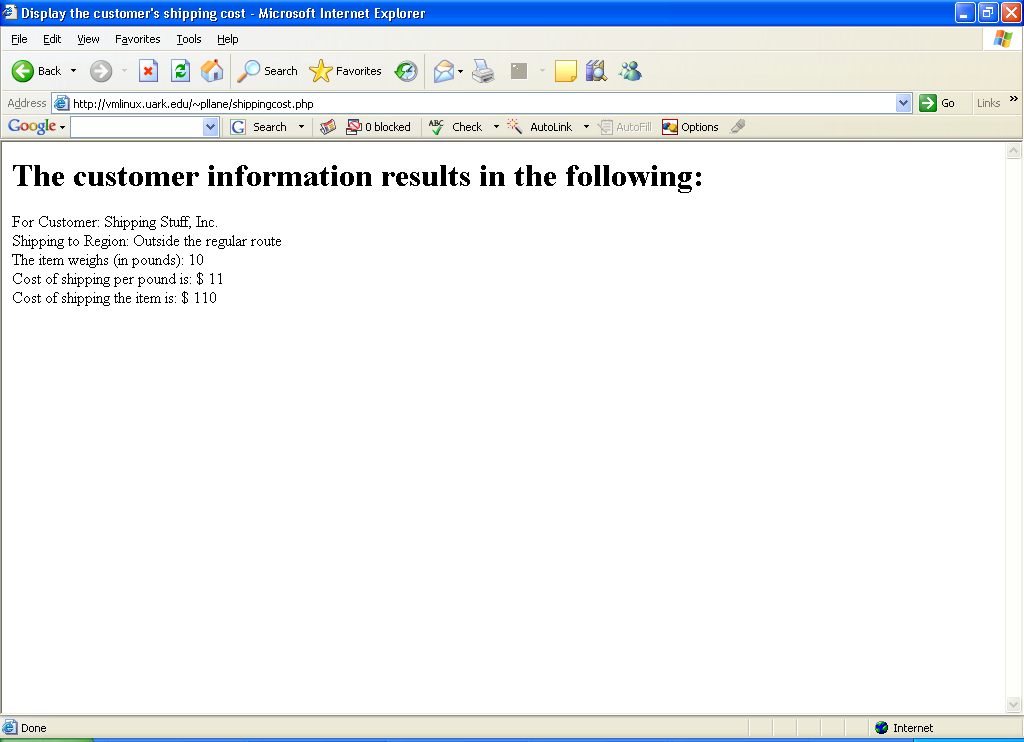 Display the customer's shipping cost - Microsoft Internet Explorer
File Edit View Favorites Tools Help
Back Search Favorites
Address http://vmlinux.uark.edu/~pllane/shippingcost.php Go Links »
Google G Search 0 blocked ABC Check AutoLink AutoFill Options
The customer information results in the following:
For Customer: Shipping Stuff, Inc.
Shipping to Region: Outside the regular route
The item weighs (in pounds): 10
Cost of shipping per pound is: $ 11
Cost of shipping the item is: $ 110
Done Internet